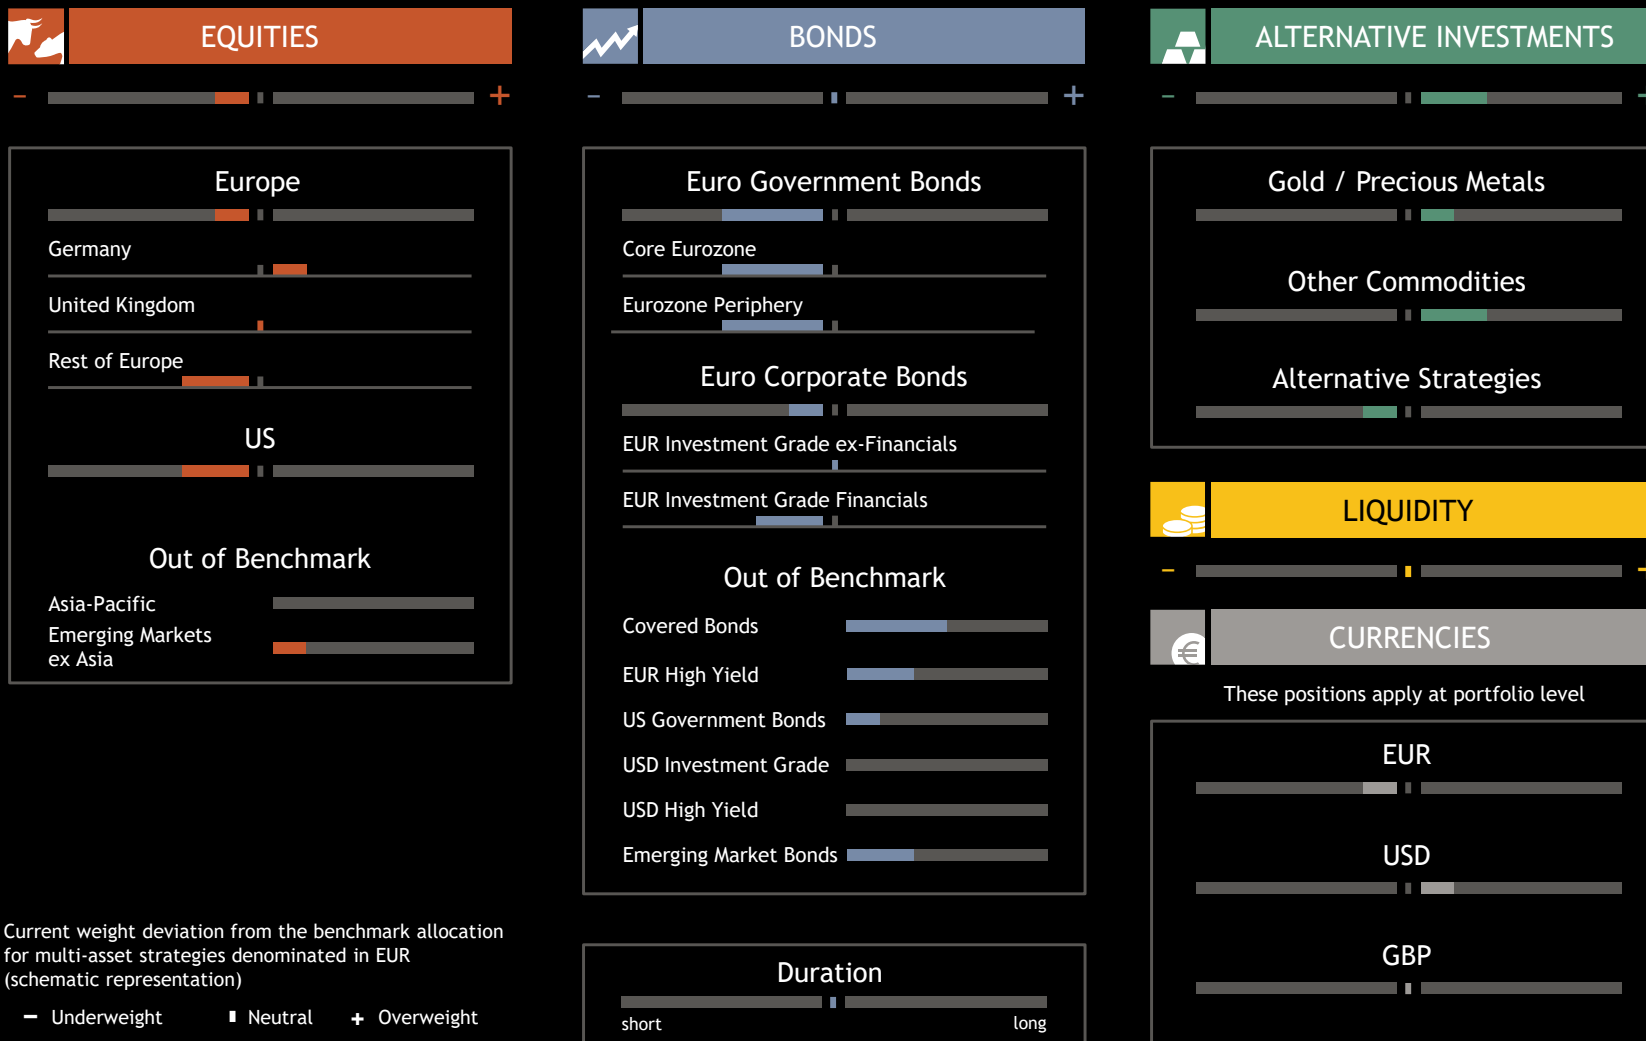 EQUITIES
− +
Europe
Germany
United Kingdom
Rest of Europe
US
Out of Benchmark
Asia-Pacific
Emerging Markets
ex Asia
Current weight deviation from the benchmark allocation
for multi-asset strategies denominated in EUR
(schematic representation)
− Underweight Neutral + Overweight
BONDS
− +
Euro Government Bonds
Core Eurozone
Eurozone Periphery
Euro Corporate Bonds
EUR Investment Grade ex-Financials
EUR Investment Grade Financials
Out of Benchmark
Covered Bonds
EUR High Yield
US Government Bonds
USD Investment Grade
USD High Yield
Emerging Market Bonds
Duration
short long
ALTERNATIVE INVESTMENTS
−
Gold / Precious Metals
Other Commodities
Alternative Strategies
LIQUIDITY
−
€
CURRENCIES
These positions apply at portfolio level
EUR
USD
GBP